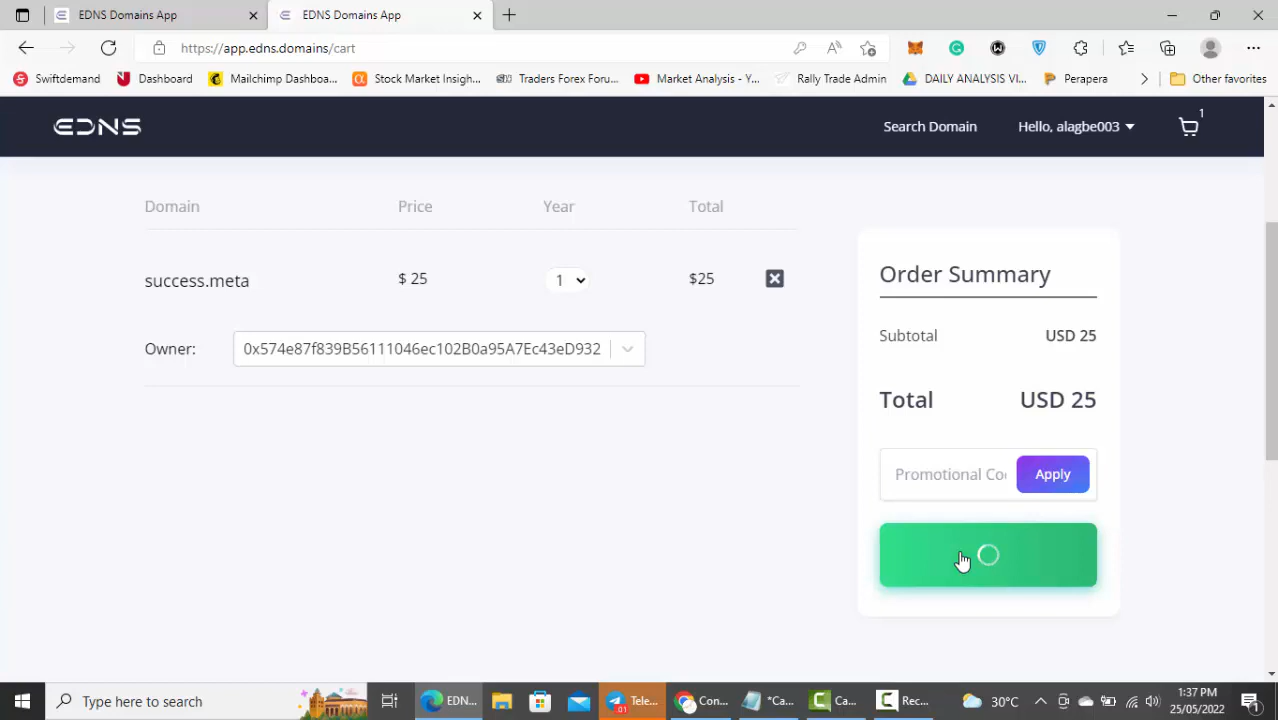 EDNS Domains App
EDNS Domains App
https://app.edns.domains/cart
Swiftdemand
Dashboard
Mailchimp Dashboa...
Stock Market Insigh...
Traders Forex Foru...
Market Analysis - Y...
Rally Trade Admin
DAILY ANALYSIS VI...
Perapera
Other favorites
EDNS
Search Domain
Hello, alagbe003
1
Domain
Price
Year
Total
success.meta
$ 25
1
$25
Owner:
0x574e87f839B56111046ec102B0a95A7Ec43eD932
Order Summary
Subtotal
USD 25
Total
USD 25
Promotional Co
Apply
Type here to search
EDN...
Tele...
01
Con...
*Ca...
Ca...
Rec...
30°C
1:37 PM
25/05/2022
1